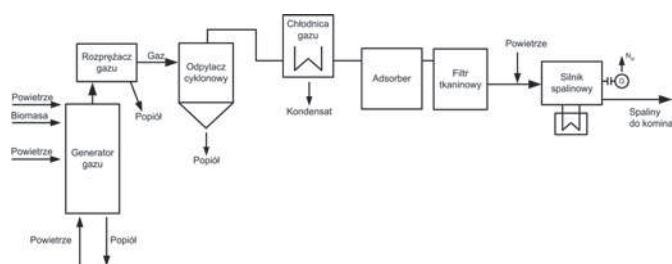 Rozprężacz
gazu
Gaz
Odpylacz
cyklonowy
Chłodnica
gazu
Adsorber
Filtr
tkaninowy
Powietrze
Silnik
spalinowy
G
Spaliny
do komina
Powietrze
Biomasa
Powietrze
Generator
gazu
Popiół
Popiół
Kondensat
Powietrze
Popiół